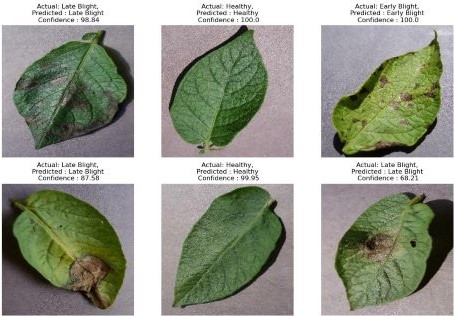 Actual: Late Blight,
Predicted : Late Blight
Confidence : 98.84
Actual: Healthy,
Predicted : Healthy
Confidence : 100.0
Actual: Early Blight,
Predicted : Early Blight
Confidence : 100.0
Actual: Late Blight,
Predicted : Late Blight
Confidence : 87.58
Actual: Healthy,
Predicted : Healthy
Confidence : 99.95
Actual: Late Blight,
Predicted : Late Blight
Confidence : 68.21